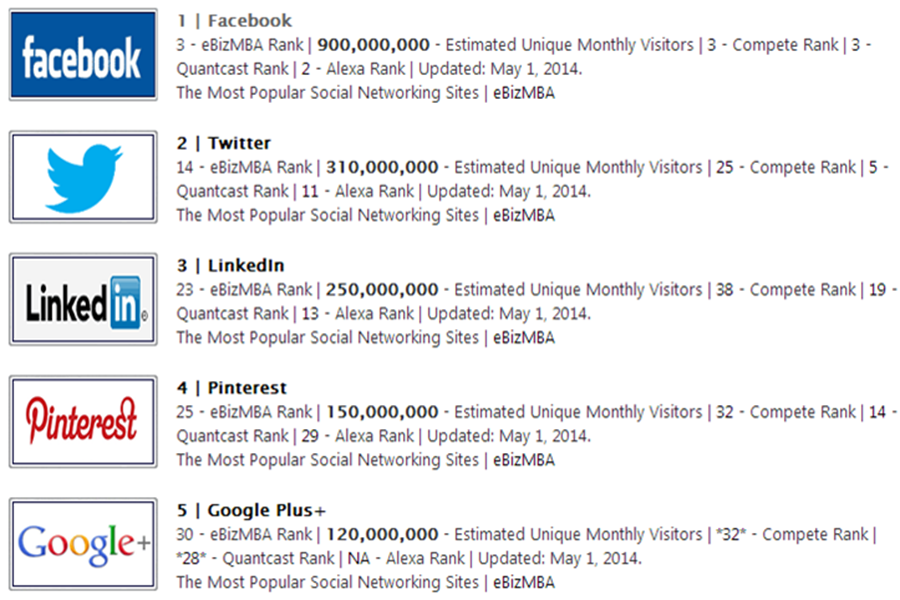 facebook
1 | Facebook
3 - eBizMBA Rank | 900,000,000 - Estimated Unique Monthly Visitors | 3 - Compete Rank | 3 -
Quantcast Rank | 2 - Alexa Rank | Updated: May 1, 2014.
The Most Popular Social Networking Sites | eBizMBA
2 | Twitter
14 - eBizMBA Rank | 310,000,000 - Estimated Unique Monthly Visitors | 25 - Compete Rank | 5 -
Quantcast Rank | 11 - Alexa Rank | Updated: May 1, 2014.
The Most Popular Social Networking Sites | eBizMBA
Linked in®
3 | LinkedIn
23 - eBizMBA Rank | 250,000,000 - Estimated Unique Monthly Visitors | 38 - Compete Rank | 19 -
Quantcast Rank | 13 - Alexa Rank | Updated: May 1, 2014.
The Most Popular Social Networking Sites | eBizMBA
Pinterest
4 | Pinterest
25 - eBizMBA Rank | 150,000,000 - Estimated Unique Monthly Visitors | 32 - Compete Rank | 14 -
Quantcast Rank | 29 - Alexa Rank | Updated: May 1, 2014.
The Most Popular Social Networking Sites | eBizMBA
Google+
5 | Google Plus+
30 - eBizMBA Rank | 120,000,000 - Estimated Unique Monthly Visitors | *32* - Compete Rank |
*28* - Quantcast Rank | NA - Alexa Rank | Updated: May 1, 2014.
The Most Popular Social Networking Sites | eBizMBA